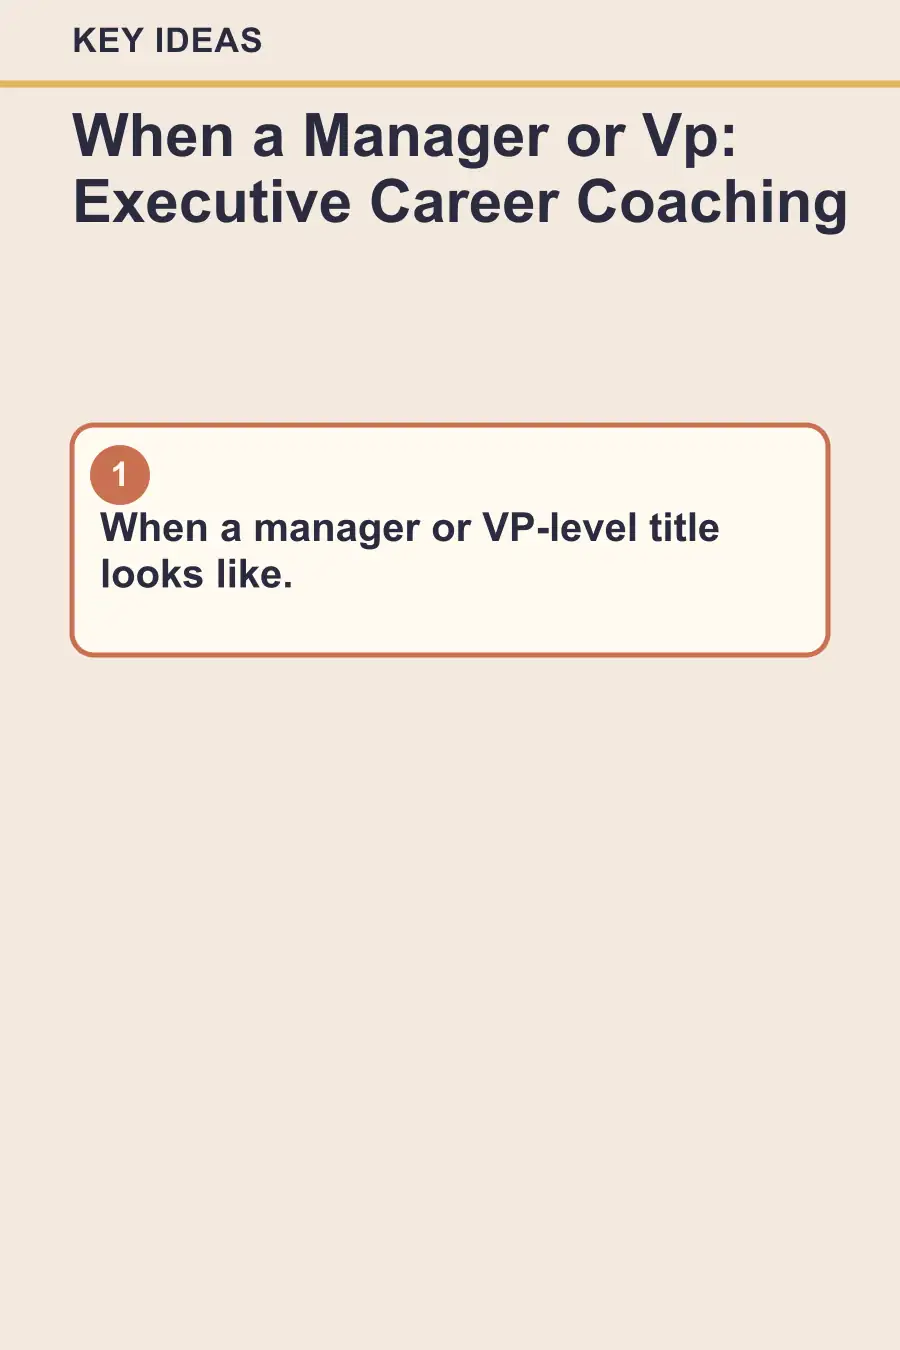 KEY IDEAS
When a Manager or Vp:
Executive Career Coaching
1
When a manager or VP-level title
looks like.